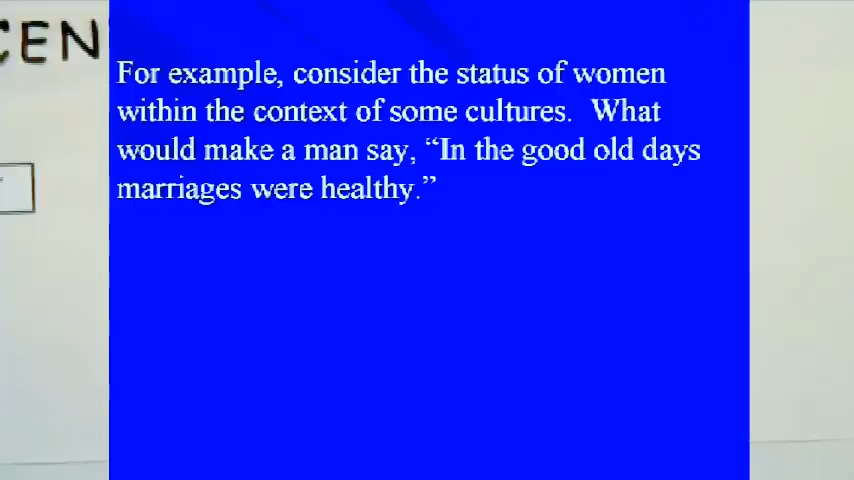 CEN
For example, consider the status of women
within the context of some cultures.  What
would make a man say, “In the good old days
marriages were healthy.”